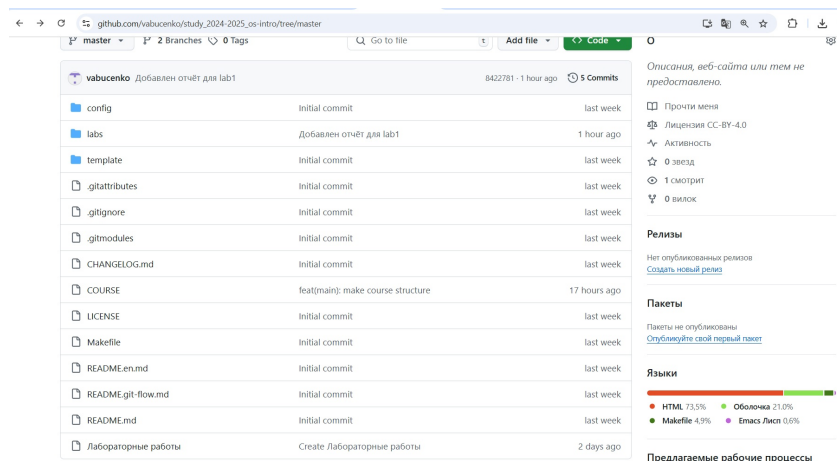 github.com/vabucenko/study_2024-2025_os-intro/tree/master
master 2 Branches 0 Tags Go to file t Add file Code
vabucenko Добавлен отчёт для lab1 8422781 · 1 hour ago 5 Commits
config Initial commit last week
labs Добавлен отчёт для lab1 1 hour ago
template Initial commit last week
.gitattributes Initial commit last week
.gitignore Initial commit last week
.gitmodules Initial commit last week
CHANGELOG.md Initial commit last week
COURSE feat(main): make course structure 17 hours ago
LICENSE Initial commit last week
Makefile Initial commit last week
README.en.md Initial commit last week
README.git-flow.md Initial commit last week
README.md Initial commit last week
Лабораторные работы Create Лабораторные работы 2 days ago
О
Описания, веб-сайта или тем не
предоставлено.
Прочти меня
Лицензия CC-BY-4.0
Активность
0 звезд
1 смотрит
0 вилок
Релизы
Нет опубликованных релизов
Создать новый релиз
Пакеты
Пакеты не опубликованы
Опубликуйте свой первый пакет
Языки
HTML 73,5% Оболочка 21.0%
Makefile 4,9% Emacs Лисп 0,6%
Предлагаемые рабочие процессы